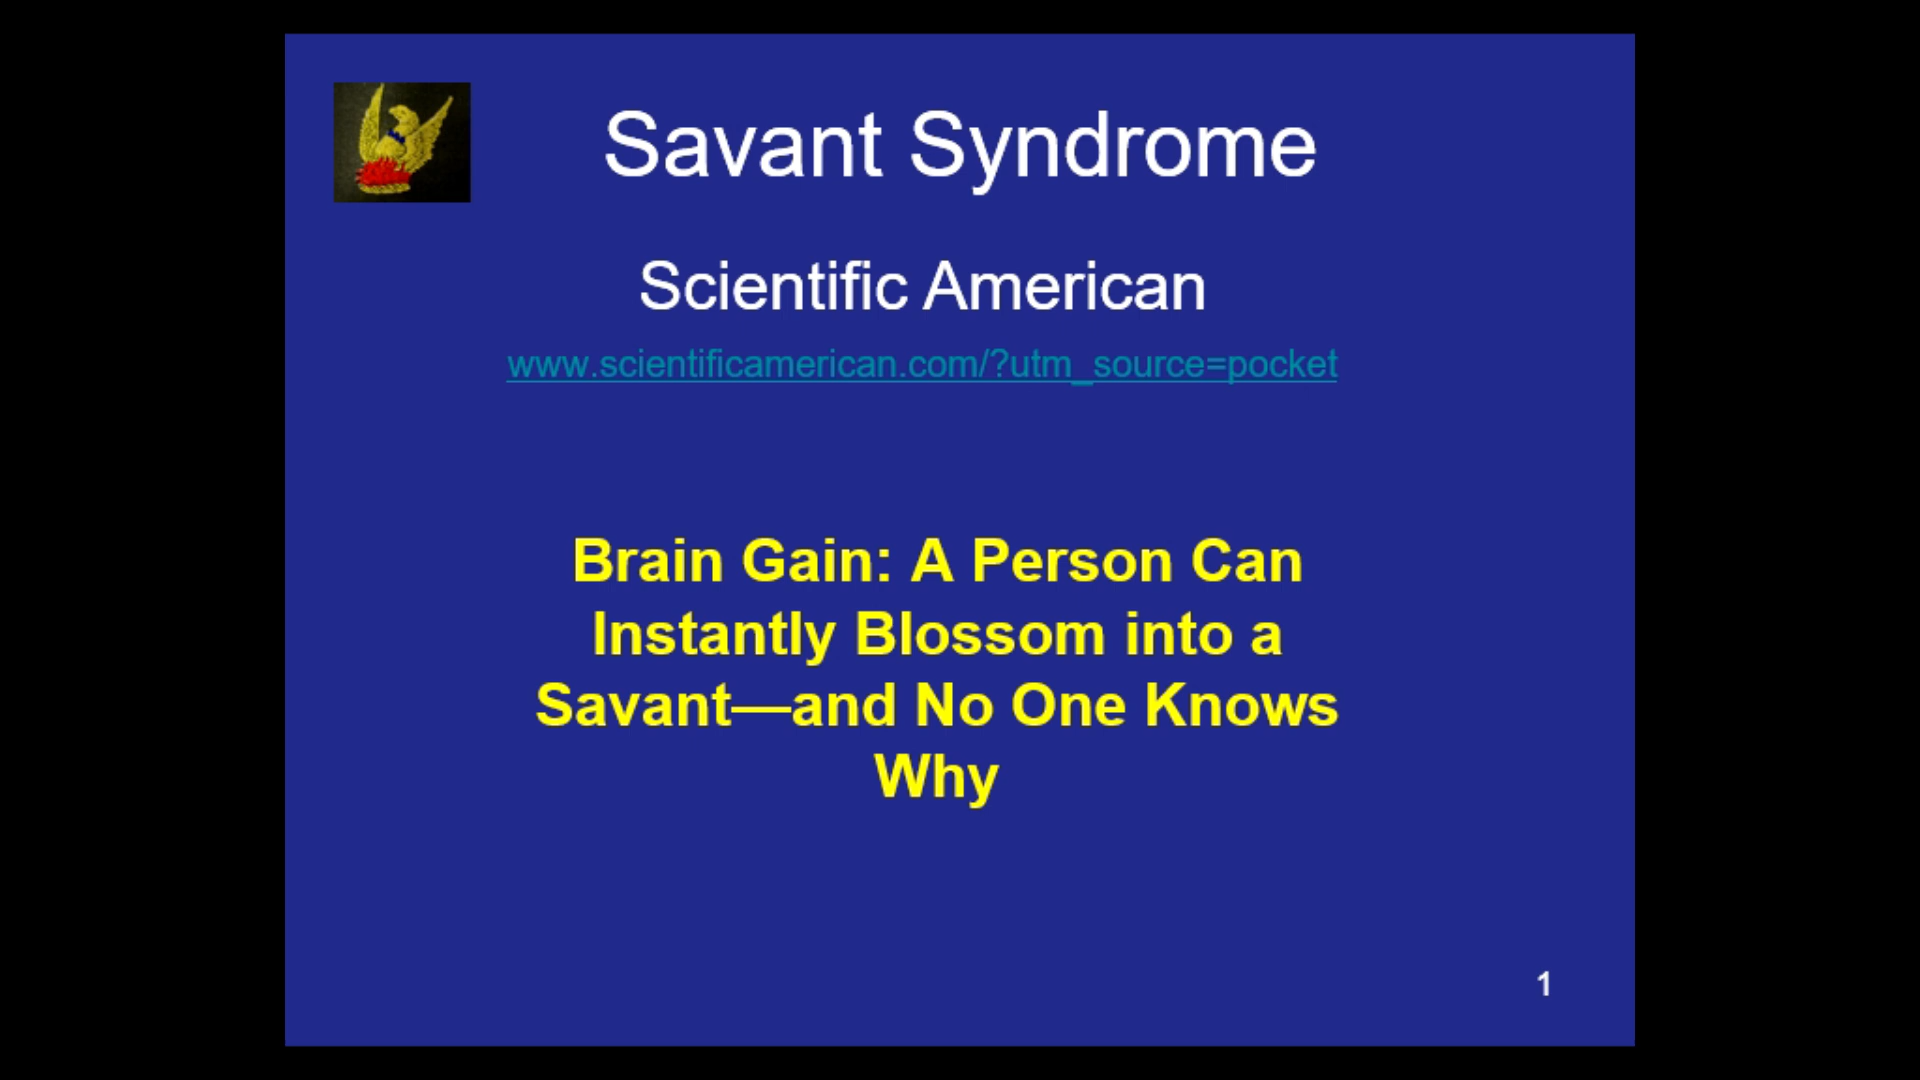 Savant Syndrome
Scientific American
www.scientificamerican.com/?utm_source=pocket
Brain Gain: A Person Can
Instantly Blossom into a
Savant—and No One Knows
Why
1